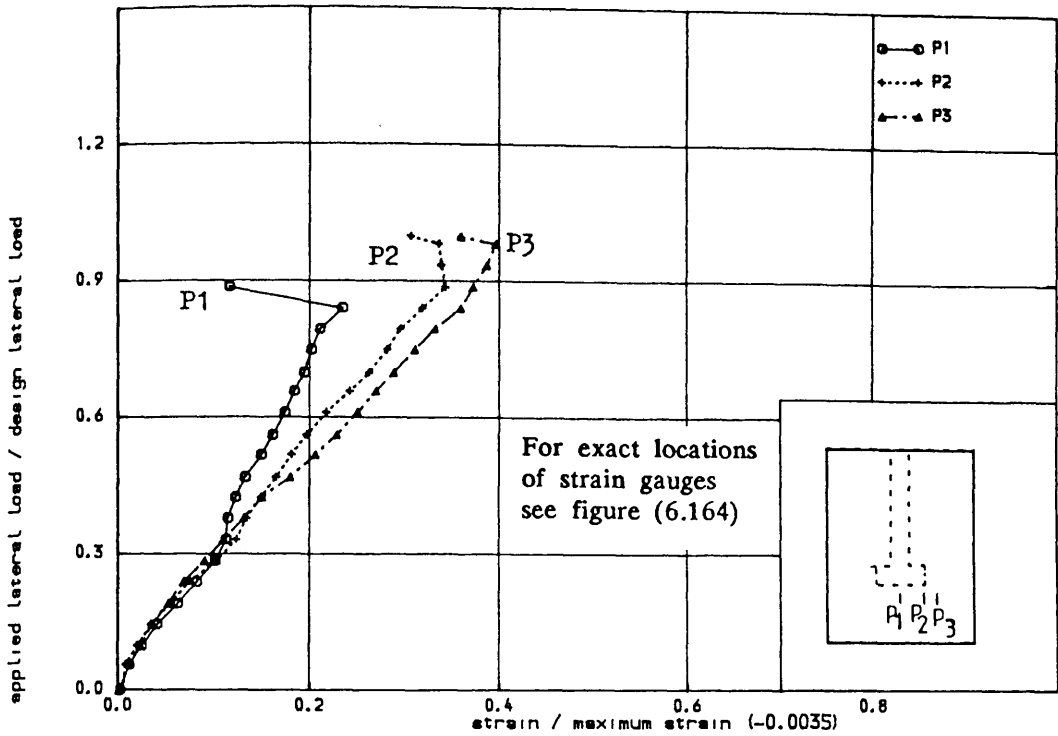 P1
P2
P3
1.2
0.9
0.6
0.3
0.0
applied lateral load / design lateral load
P1
P2
P3
For exact locations
of strain gauges
see figure (6.164)
P1 P2 P3
0.0 0.2 0.4 0.6 0.8
strain / maximum strain (-0.0035)